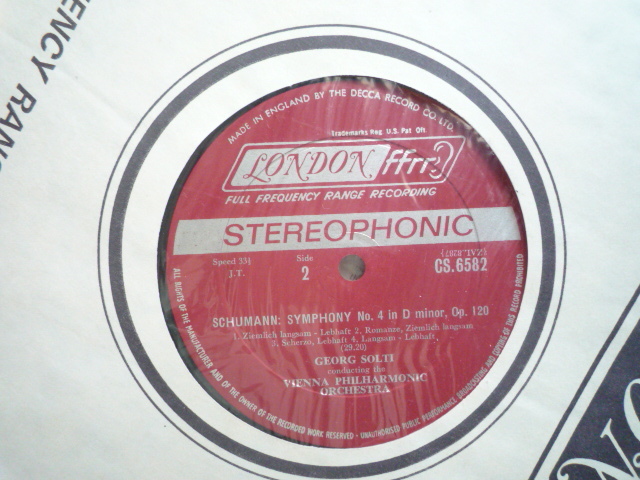 MADE IN ENGLAND BY THE DECCA RECORD CO. LTD.
Trademarks Reg. U.S. Pat Off.
LONDON ffrr
FULL FREQUENCY RANGE RECORDING
STEREOPHONIC
Speed 33⅓
J.T.
Side
2
(ZAL.8287)
CS.6582
SCHUMANN: SYMPHONY No. 4 in D minor, Op. 120
1. Ziemlich langsam - Lebhaft 2. Romanze, Ziemlich langsam
3. Scherzo, Lebhaft 4. Langsam - Lebhaft
(29.20)
GEORG SOLTI
conducting the
VIENNA PHILHARMONIC
ORCHESTRA
ALL RIGHTS OF THE MANUFACTURER AND OF THE OWNER OF THE RECORDED WORK RESERVED - UNAUTHORISED PUBLIC PERFORMANCE, BROADCASTING AND COPYING OF THIS RECORD PROHIBITED